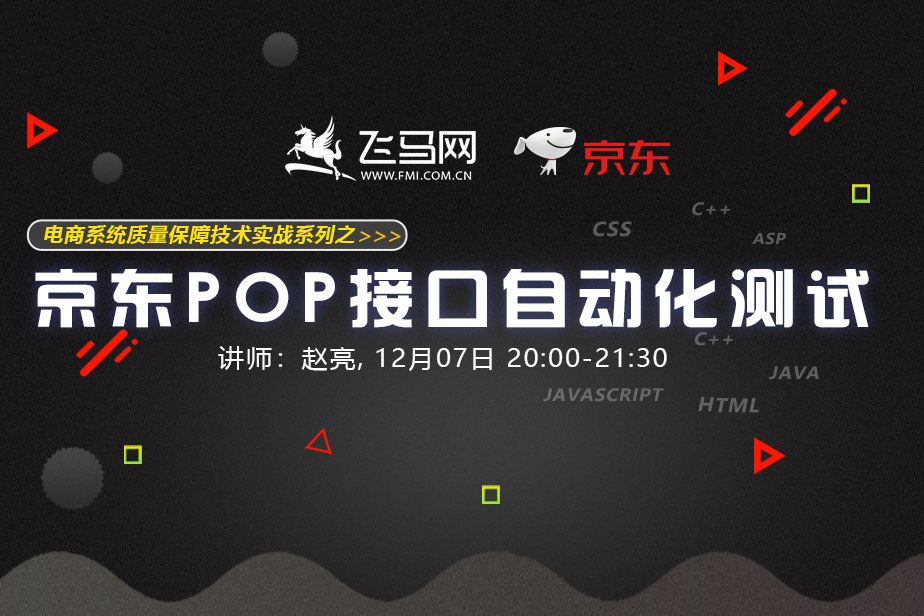 飞马网
WWW.FMI.COM.CN
京东
C++
CSS
ASP
电商系统质量保障技术实战系列之>>>
京东POP接口自动化测试
C++
讲师：赵亮, 12月07日 20:00-21:30
JAVA
JAVASCRIPT
HTML